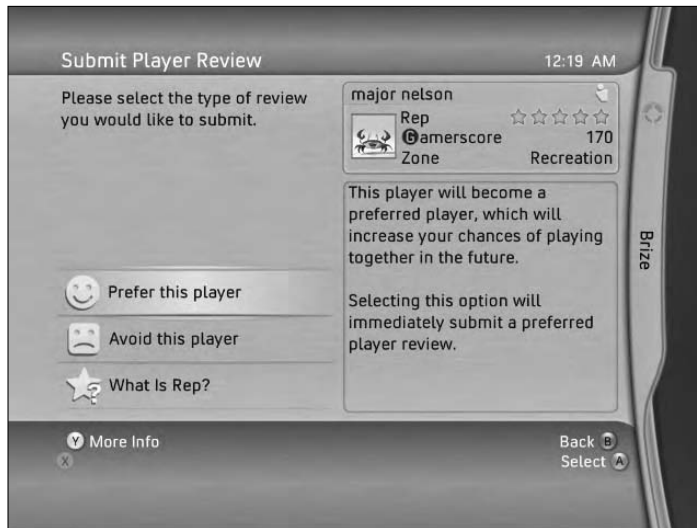 Submit Player Review
12:19 AM
Please select the type of review
you would like to submit.
Prefer this player
Avoid this player
What Is Rep?
major nelson
Rep
Gamerscore 170
Zone Recreation
This player will become a
preferred player, which will
increase your chances of playing
together in the future.
Selecting this option will
immediately submit a preferred
player review.
Brize
Y More Info
X
Back B
Select A